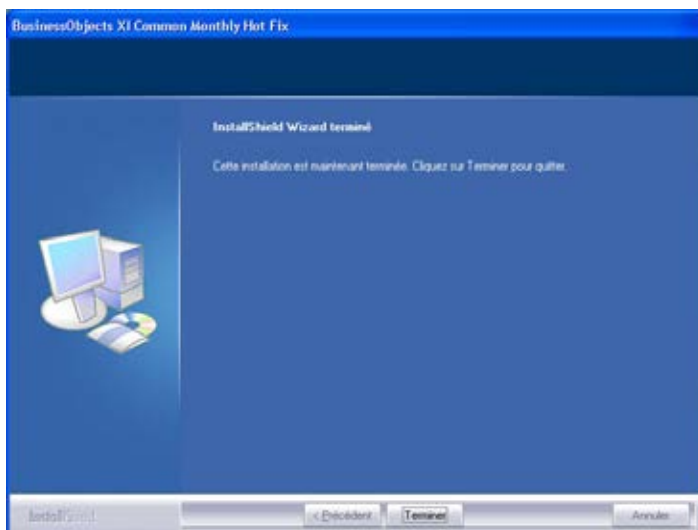 BusinessObjects XI Common Monthly Hot Fix
InstallShield Wizard terminé
Cette installation est maintenant terminée. Cliquez sur Terminer pour quitter.
InstallShield
< Précédent
Terminer
Annuler